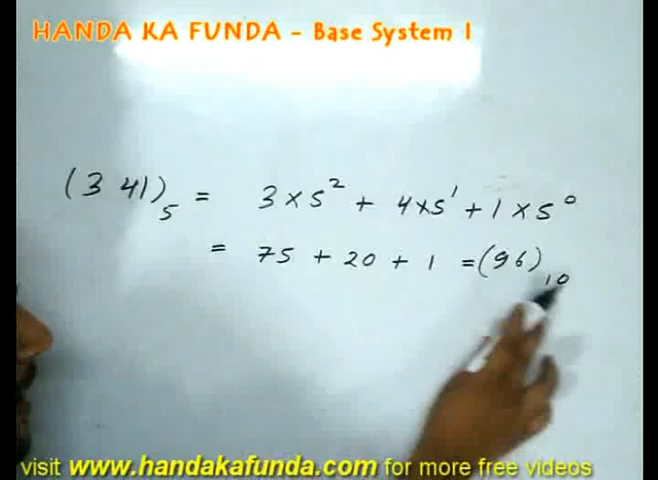 HANDA KA FUNDA - Base System 1
(3 41)₅ = 3 × 5² + 4×5¹ + 1 × 5⁰
= 75 + 20 + 1 = (96)₁₀
visit www.handakafunda.com for more free videos